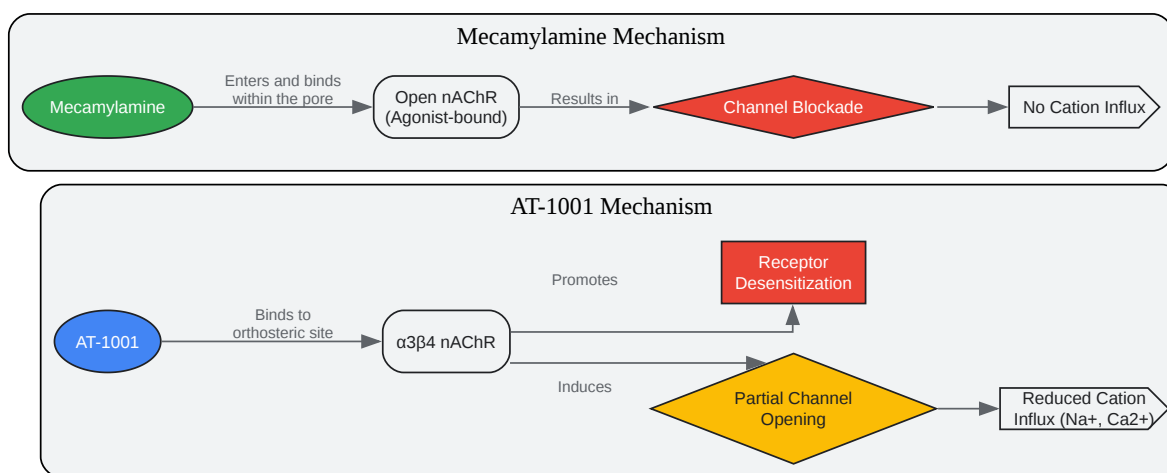 Mecamylamine Mechanism
Mecamylamine
Enters and binds
within the pore
Open nAChR
(Agonist-bound)
Results in
Channel Blockade
No Cation Influx
AT-1001 Mechanism
AT-1001
Binds to
orthosteric site
α3β4 nAChR
Promotes
Receptor
Desensitization
Induces
Partial Channel
Opening
Reduced Cation
Influx (Na+, Ca2+)